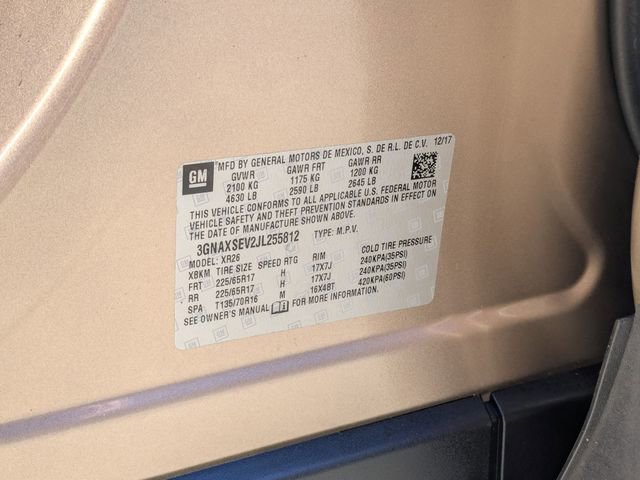 GM
MFD BY GENERAL MOTORS DE MEXICO, S. DE R.L. DE C.V. 12/17
GVWR GAWR FRT GAWR RR
2100 KG 1175 KG 1200 KG
4630 LB 2590 LB 2645 LB
THIS VEHICLE CONFORMS TO ALL APPLICABLE U.S. FEDERAL MOTOR
VEHICLE SAFETY AND THEFT PREVENTION STANDARDS IN EFFECT ON
THE DATE OF MANUFACTURE SHOWN ABOVE.
3GNAXSEV2JL255812 TYPE: M.P.V.
MODEL: XR26
XBKM TIRE SIZE SPEED RTG RIM COLD TIRE PRESSURE
FRT 225/65R17 H 17X7J 240KPA(35PSI)
RR 225/65R17 H 17X7J 240KPA(35PSI)
SPA T135/70R16 M 16X4BT 420KPA(60PSI)
SEE OWNER'S MANUAL FOR MORE INFORMATION.